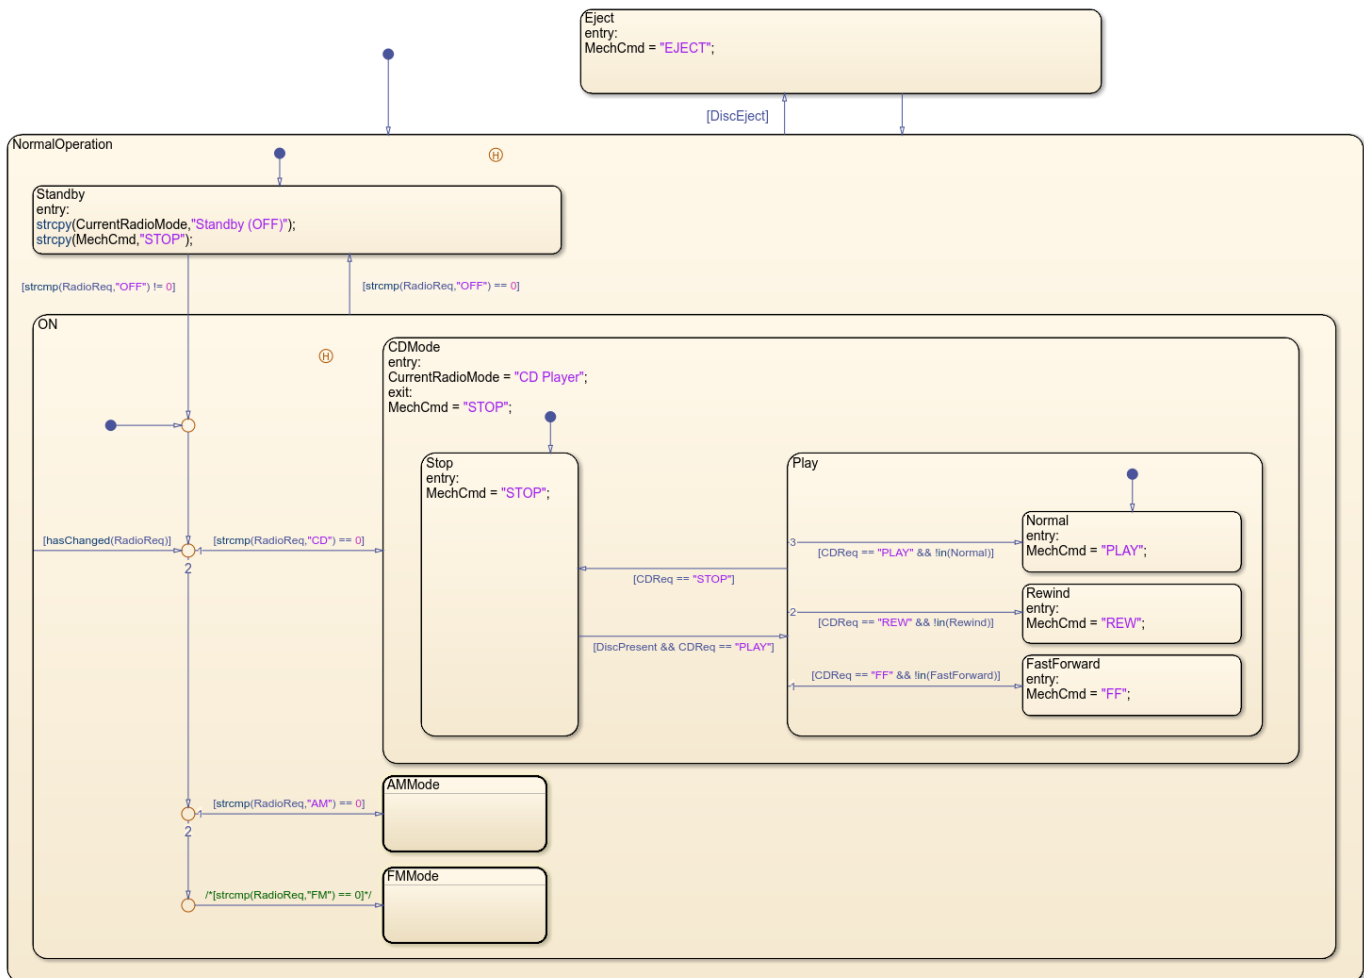 Eject
entry:
MechCmd = "EJECT";
[DiscEject]
NormalOperation
H
Standby
entry:
strcpy(CurrentRadioMode,"Standby (OFF)");
strcpy(MechCmd,"STOP");
[strcmp(RadioReq,"OFF") != 0]
[strcmp(RadioReq,"OFF") == 0]
ON
H
CDMode
entry:
CurrentRadioMode = "CD Player";
exit:
MechCmd = "STOP";
Stop
entry:
MechCmd = "STOP";
Play
Normal
entry:
MechCmd = "PLAY";
3
[CDReq == "PLAY" && !in(Normal)]
[CDReq == "STOP"]
Rewind
entry:
MechCmd = "REW";
2
[CDReq == "REW" && !in(Rewind)]
[DiscPresent && CDReq == "PLAY"]
FastForward
entry:
MechCmd = "FF";
1
[CDReq == "FF" && !in(FastForward)]
[hasChanged(RadioReq)]
1
[strcmp(RadioReq,"CD") == 0]
2
AMMode
1
[strcmp(RadioReq,"AM") == 0]
2
FMMode
/*[strcmp(RadioReq,"FM") == 0]*/